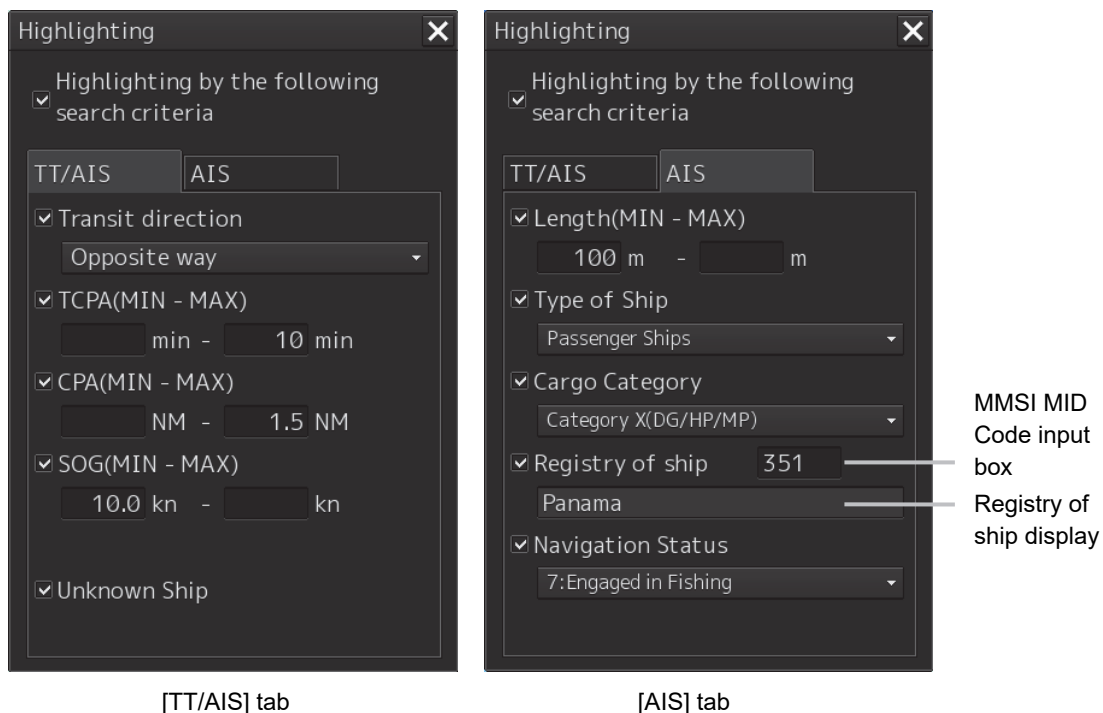 Highlighting
Highlighting by the following
search criteria
TT/AIS AIS
Transit direction
Opposite way
TCPA(MIN - MAX)
min - 10 min
CPA(MIN - MAX)
NM - 1.5 NM
SOG(MIN - MAX)
10.0 kn - kn
Unknown Ship
[TT/AIS] tab
Highlighting
Highlighting by the following
search criteria
TT/AIS AIS
Length(MIN - MAX)
100 m - m
Type of Ship
Passenger Ships
Cargo Category
Category X(DG/HP/MP)
Registry of ship 351
Panama
Navigation Status
7:Engaged in Fishing
[AIS] tab
MMSI MID
Code input
box
Registry of
ship display